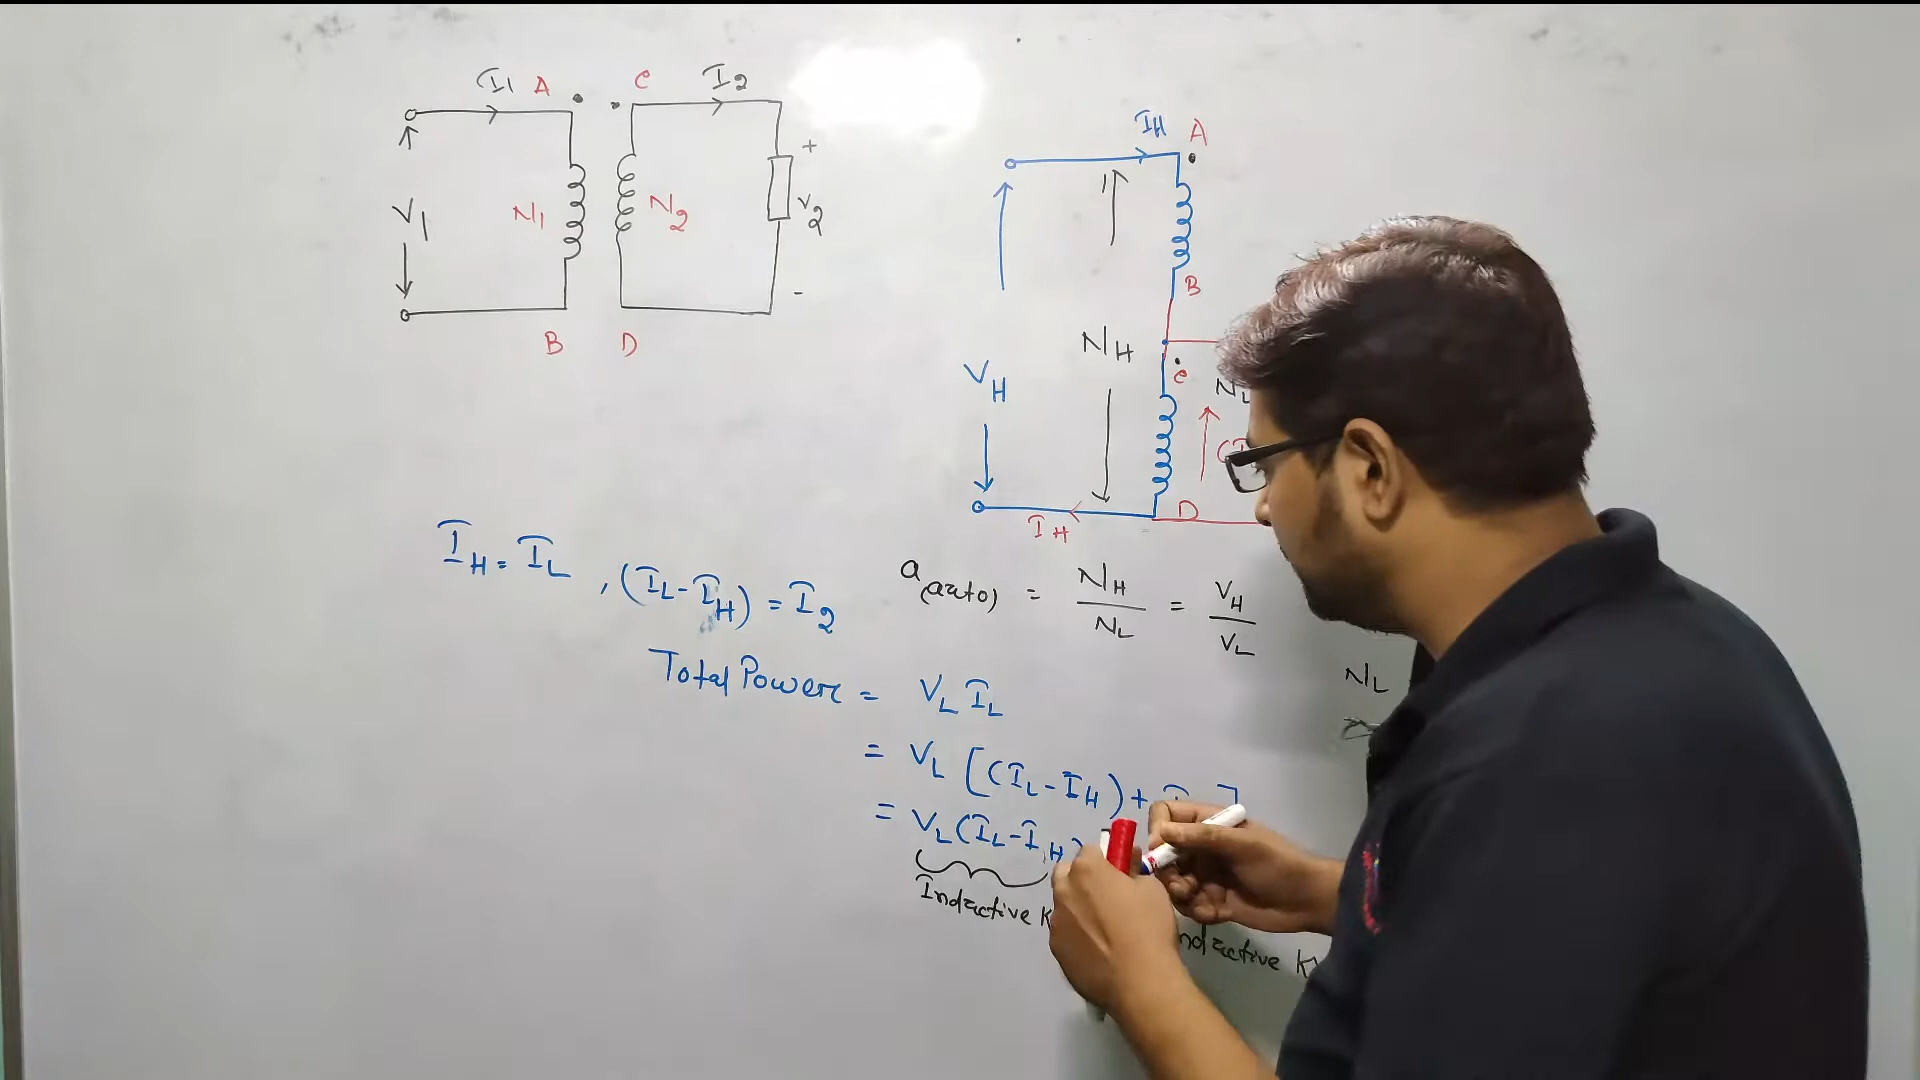 I1 A C I2
+
V1 N1 N2 V2
-
B D
IH A
B
NH
VH C NL
D
IH
IH = IL , (IL - IH) = I2
a(auto) = NH/NL = VH/VL
NL
Total Power = VL IL
= VL [(IL - IH) +
= VL (IL - IH)
Inductive